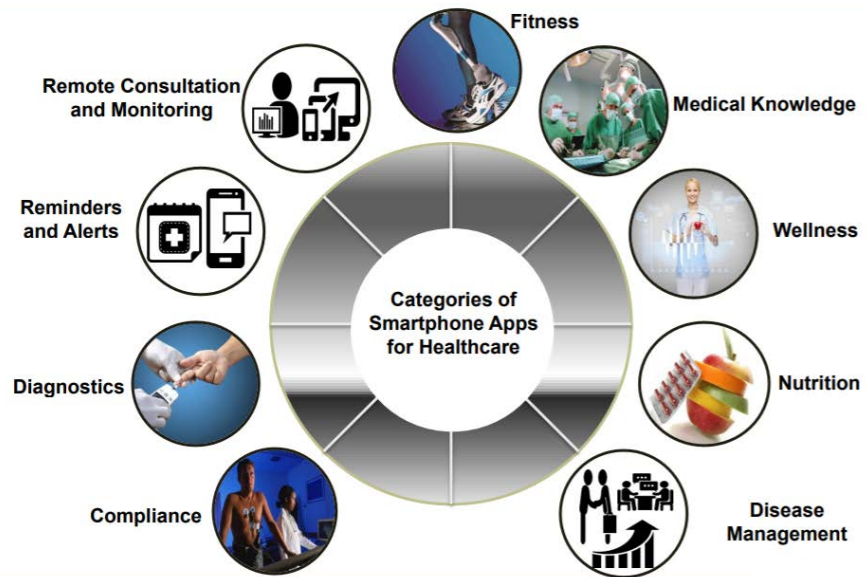 Fitness
Remote Consultation
and Monitoring
Medical Knowledge
Reminders
and Alerts
Wellness
Categories of
Smartphone Apps
for Healthcare
Diagnostics
Nutrition
Compliance
Disease
Management